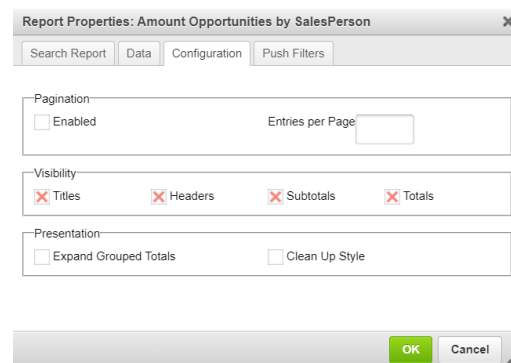 Report Properties: Amount Opportunities by SalesPerson
Search Report Data Configuration Push Filters
Pagination
Enabled Entries per Page
Visibility
Titles Headers Subtotals Totals
Presentation
Expand Grouped Totals Clean Up Style
OK Cancel